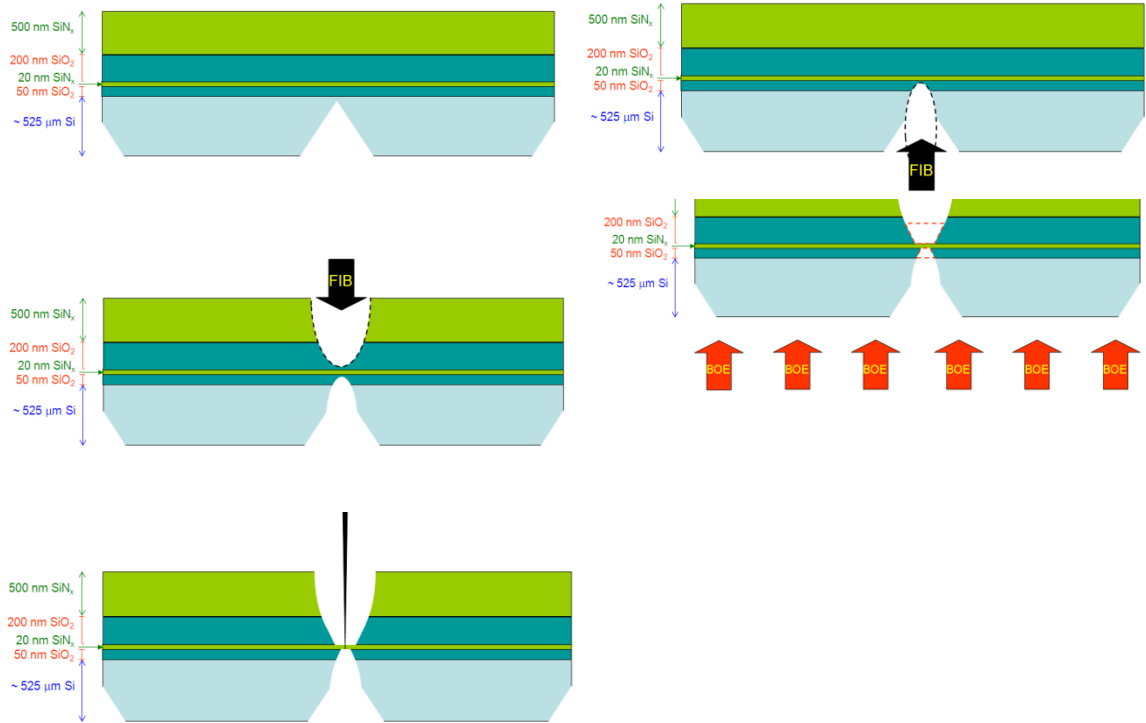 500 nm SiNₓ
200 nm SiO₂
20 nm SiNₓ
50 nm SiO₂
~ 525 μm Si
500 nm SiNₓ
200 nm SiO₂
20 nm SiNₓ
50 nm SiO₂
~ 525 μm Si
FIB
FIB
500 nm SiNₓ
200 nm SiO₂
20 nm SiNₓ
50 nm SiO₂
~ 525 μm Si
200 nm SiO₂
20 nm SiNₓ
50 nm SiO₂
~ 525 μm Si
BOE BOE BOE BOE BOE BOE
500 nm SiNₓ
200 nm SiO₂
20 nm SiNₓ
50 nm SiO₂
~ 525 μm Si